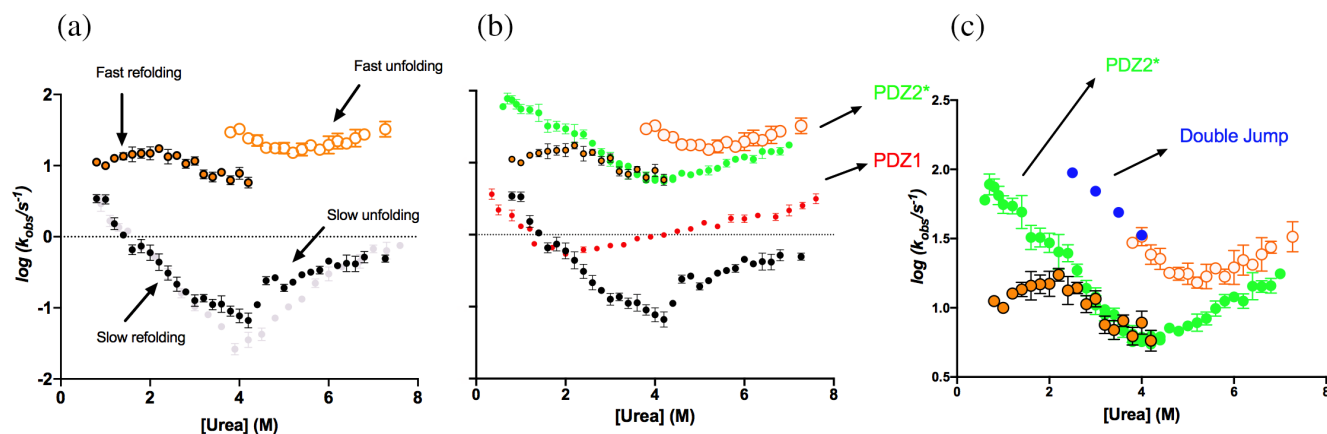 (a)
Fast refolding
Fast unfolding
Slow unfolding
Slow refolding
log (kobs/s-1)
2
1
0
-1
-2
0 2 4 6 8
[Urea] (M)
(b)
PDZ2*
PDZ1
0 2 4 6 8
[Urea] (M)
(c)
PDZ2*
Double Jump
log (kobs/s-1)
2.5
2.0
1.5
1.0
0.5
0 2 4 6 8
[Urea] (M)